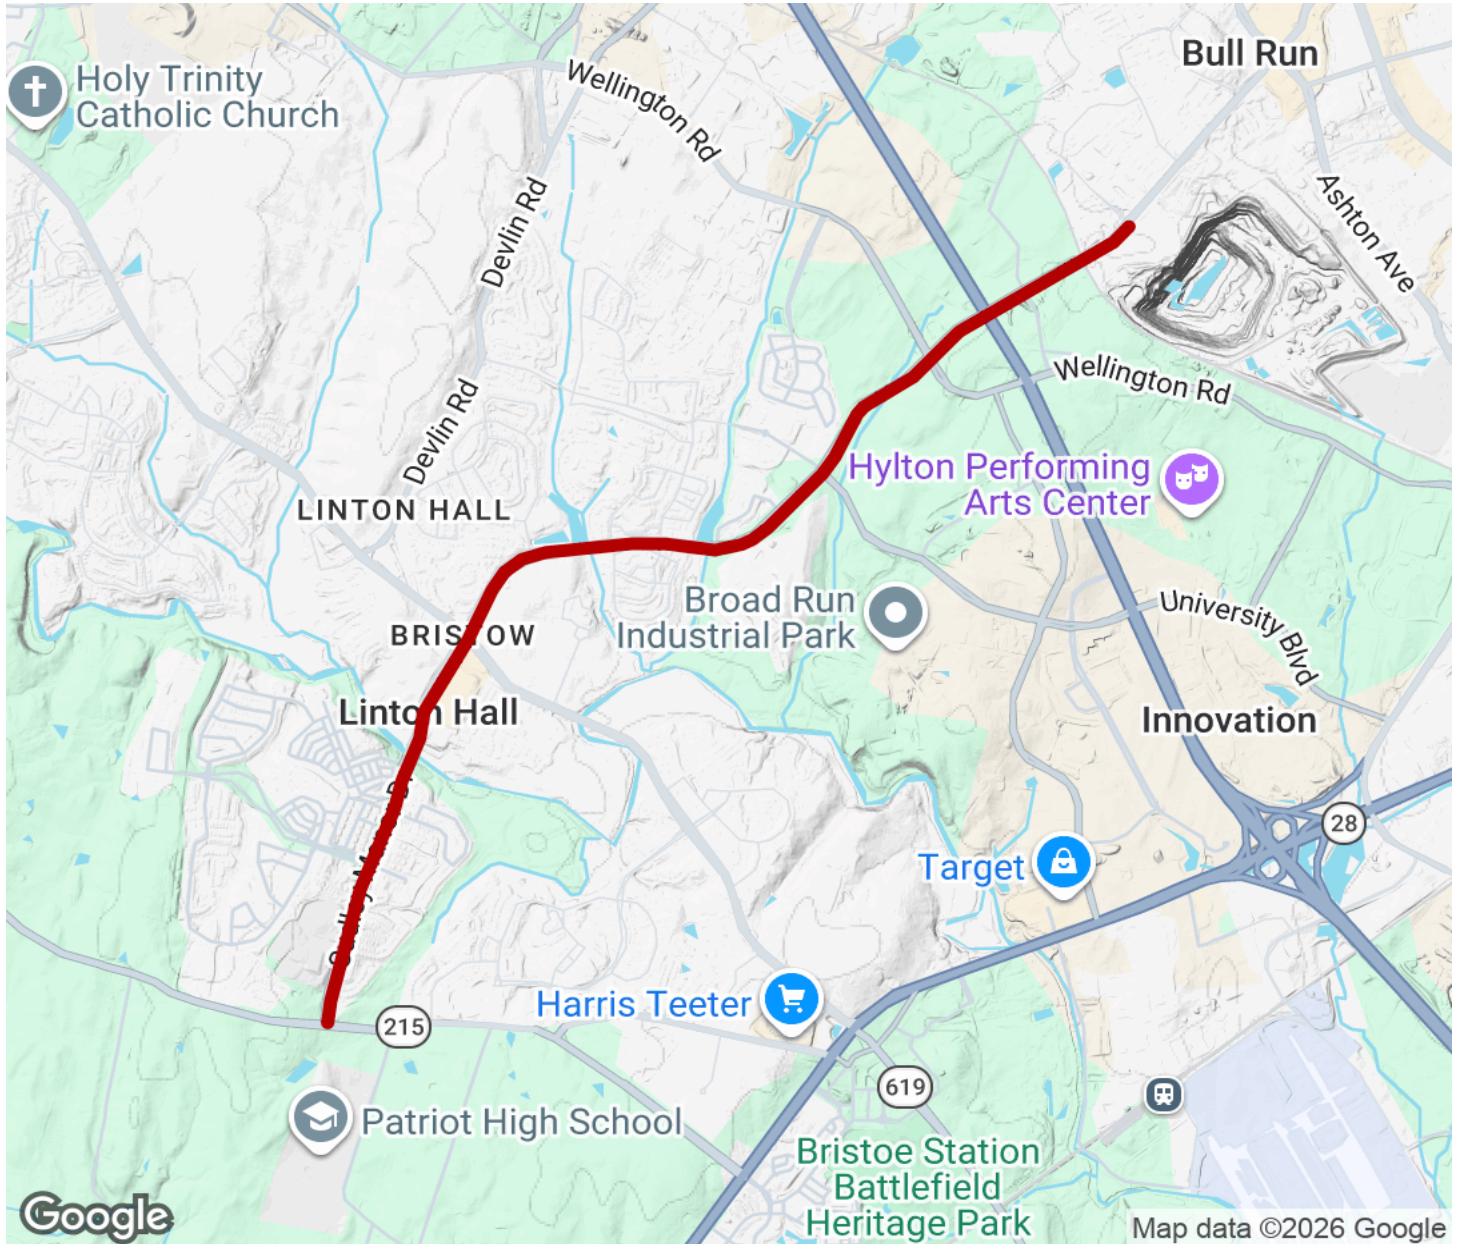 Bull Run
Holy Trinity
Catholic Church
Wellington Rd
Ashton Ave
Devlin Rd
Wellington Rd
Devlin Rd
Hylton Performing
Arts Center
LINTON HALL
Broad Run
Industrial Park
University Blvd
BRISTOW
Linton Hall
Innovation
28
Target
Harris Teeter
215
619
Patriot High School
Bristoe Station
Battlefield
Heritage Park
Google
Map data ©2026 Google